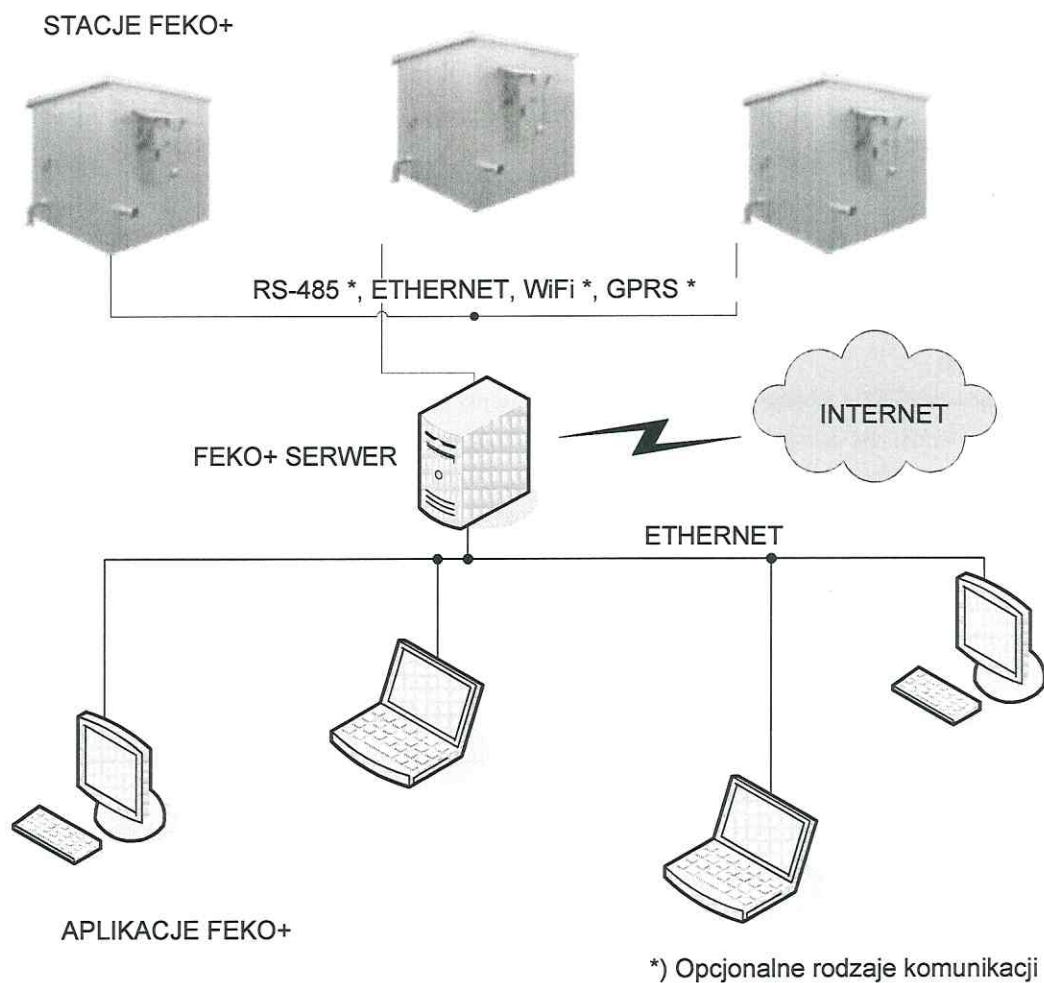 STACJE FEKO+
RS-485 *, ETHERNET, WiFi *, GPRS *
INTERNET
FEKO+ SERWER
ETHERNET
APLIKACJE FEKO+
*) Opcjonalne rodzaje komunikacji